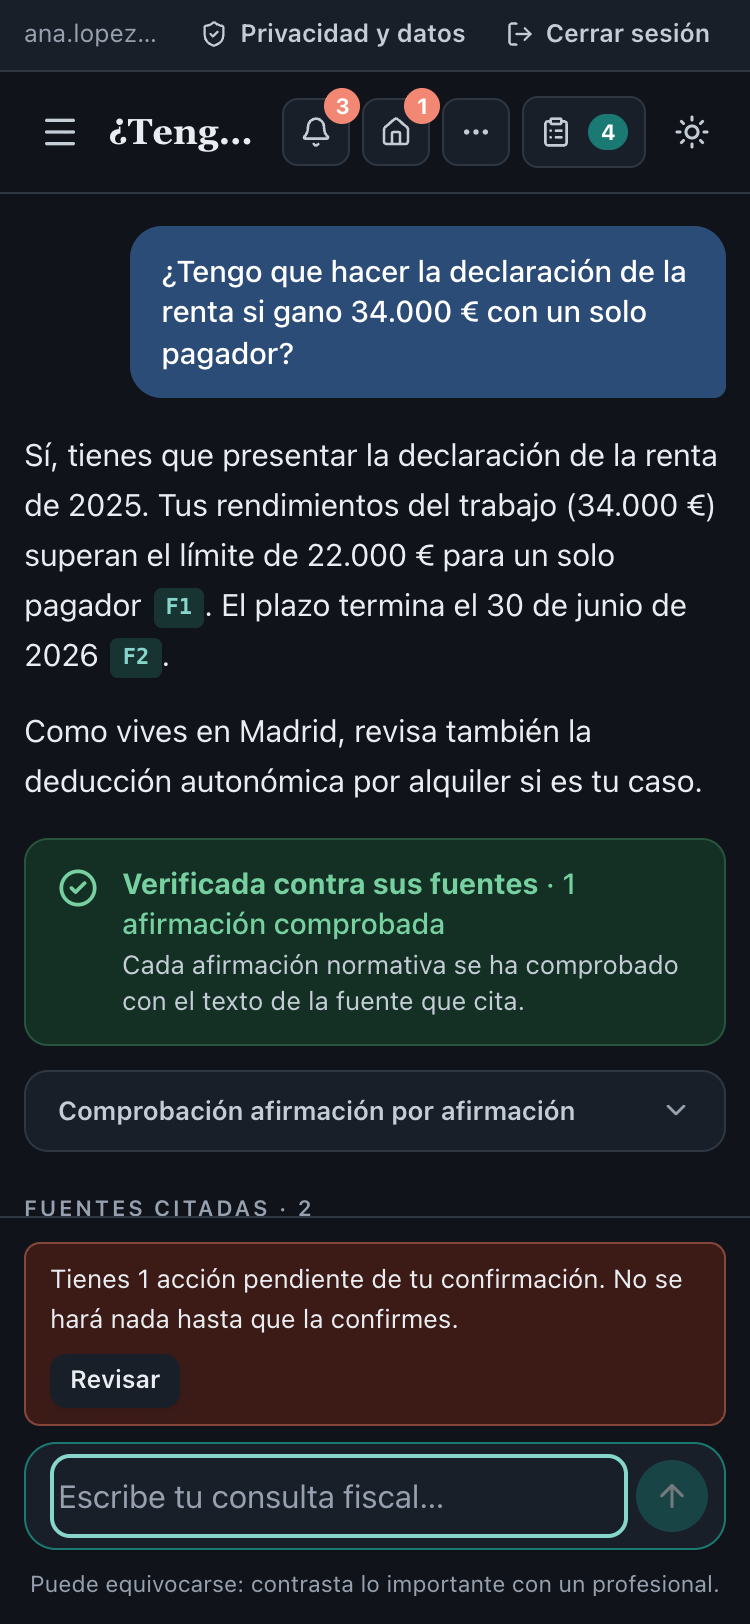 ana.lopez...
Privacidad y datos
Cerrar sesión
¿Teng...
3
1
4
¿Tengo que hacer la declaración de la
renta si gano 34.000 € con un solo
pagador?
Sí, tienes que presentar la declaración de la renta
de 2025. Tus rendimientos del trabajo (34.000 €)
superan el límite de 22.000 € para un solo
pagador F1. El plazo termina el 30 de junio de
2026 F2.
Como vives en Madrid, revisa también la
deducción autonómica por alquiler si es tu caso.
Verificada contra sus fuentes · 1
afirmación comprobada
Cada afirmación normativa se ha comprobado
con el texto de la fuente que cita.
Comprobación afirmación por afirmación
FUENTES CITADAS · 2
Tienes 1 acción pendiente de tu confirmación. No se
hará nada hasta que la confirmes.
Revisar
Escribe tu consulta fiscal...
Puede equivocarse: contrasta lo importante con un profesional.